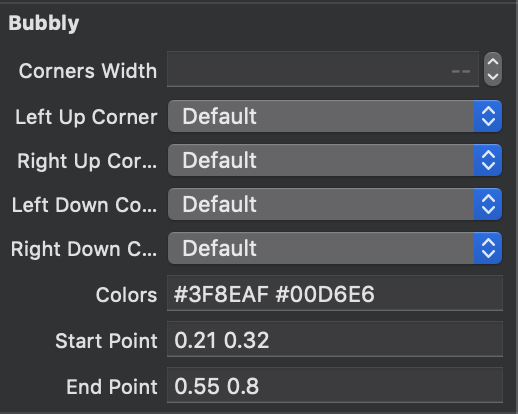 Bubbly
Corners Width --
Left Up Corner Default
Right Up Cor... Default
Left Down Co... Default
Right Down C... Default
Colors #3F8EAF #00D6E6
Start Point 0.21 0.32
End Point 0.55 0.8